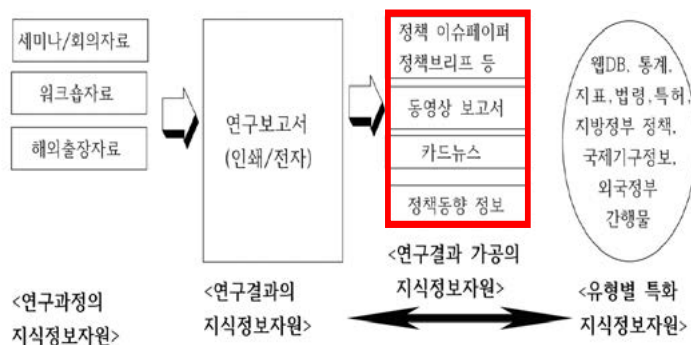 세미나/회의자료
워크숍자료
해외출장자료
<연구과정의
지식정보자원>
연구보고서
(인쇄/전자)
<연구결과의
지식정보자원>
정책 이슈페이퍼
정책브리프 등
동영상 보고서
카드뉴스
정책동향 정보
<연구결과 가공의
지식정보자원>
웹DB, 통계,
지표,법령,특허,
지방정부 정책,
국제기구정보,
외국정부
간행물
<유형별 특화
지식정보자원>